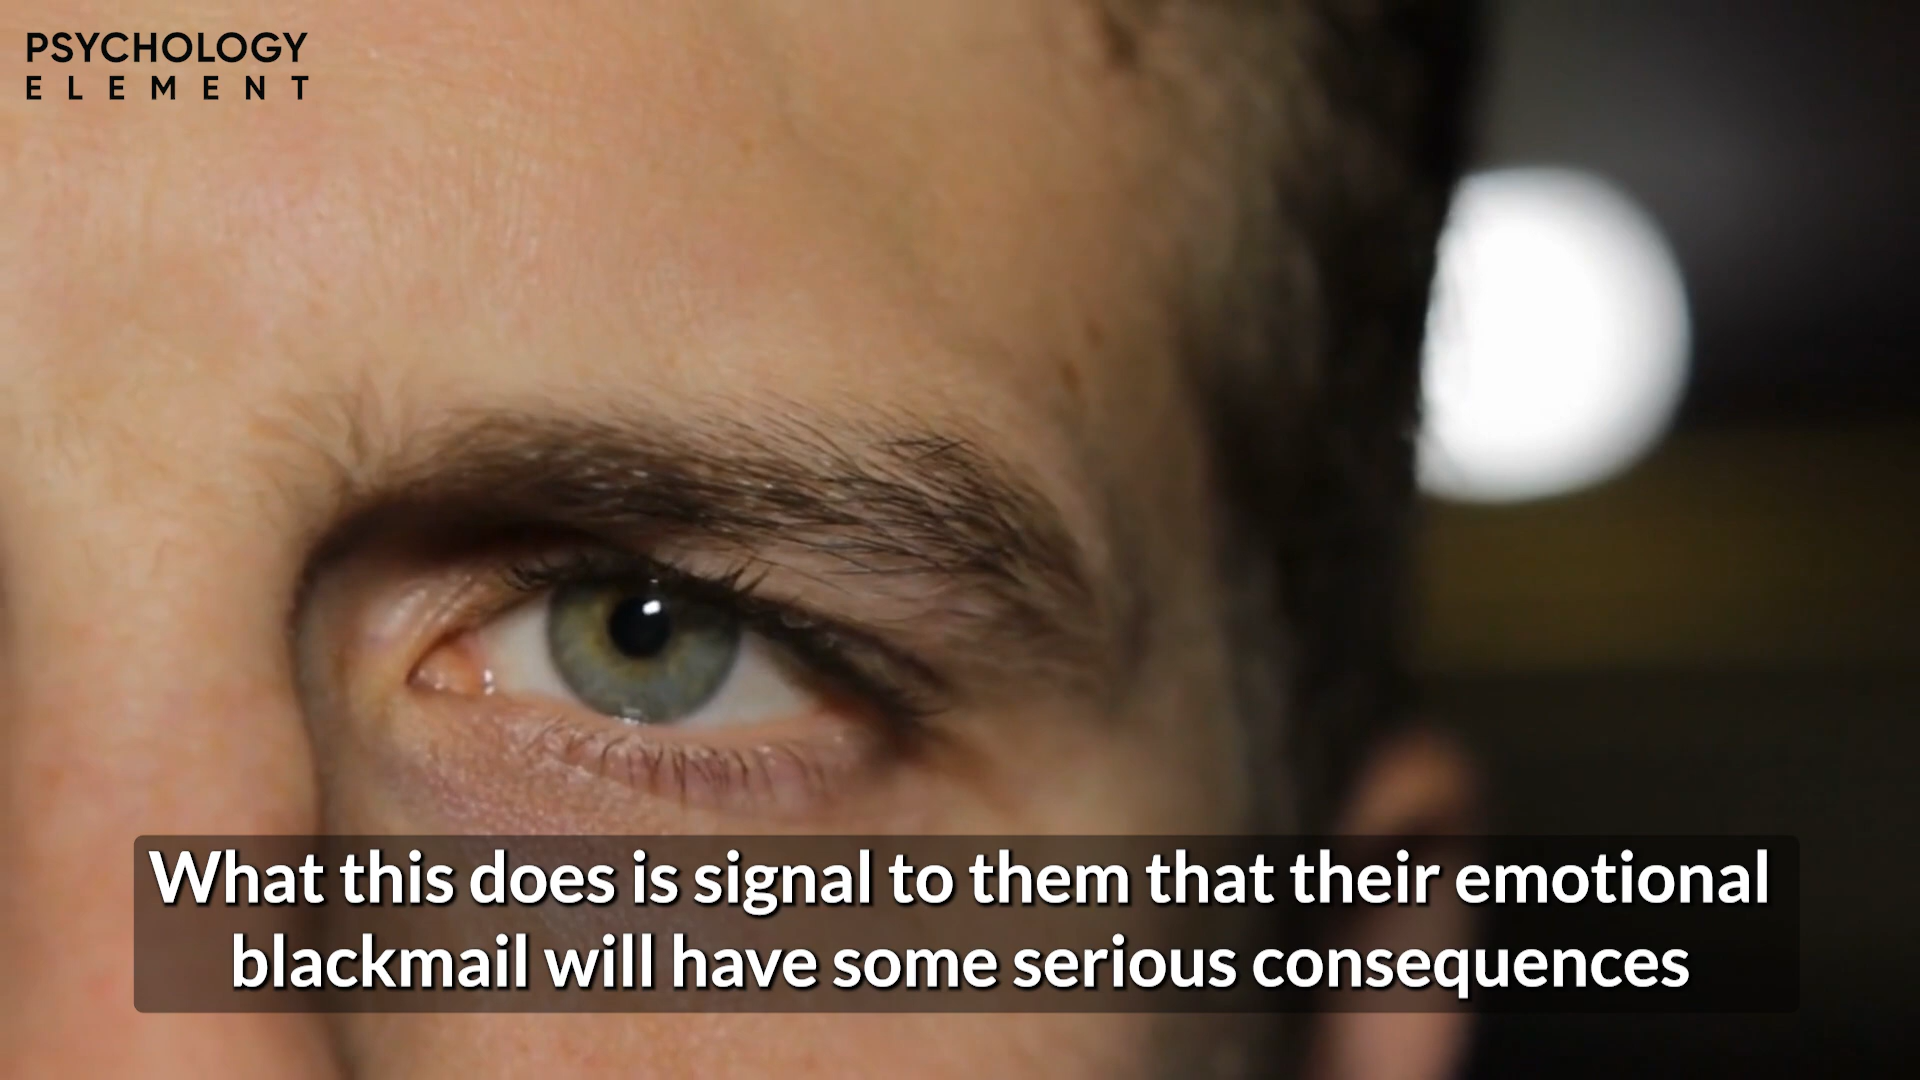 PSYCHOLOGY
ELEMENT
What this does is signal to them that their emotional
blackmail will have some serious consequences